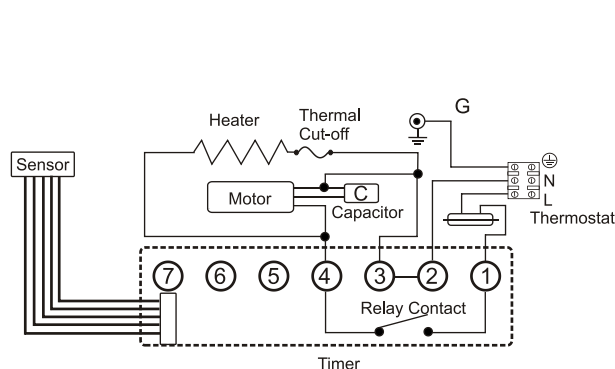 G
Heater
Thermal
Cut-off
Sensor
N
L
Motor
C
Capacitor
Thermostat
7 6 5 4 3 2 1
Relay Contact
Timer